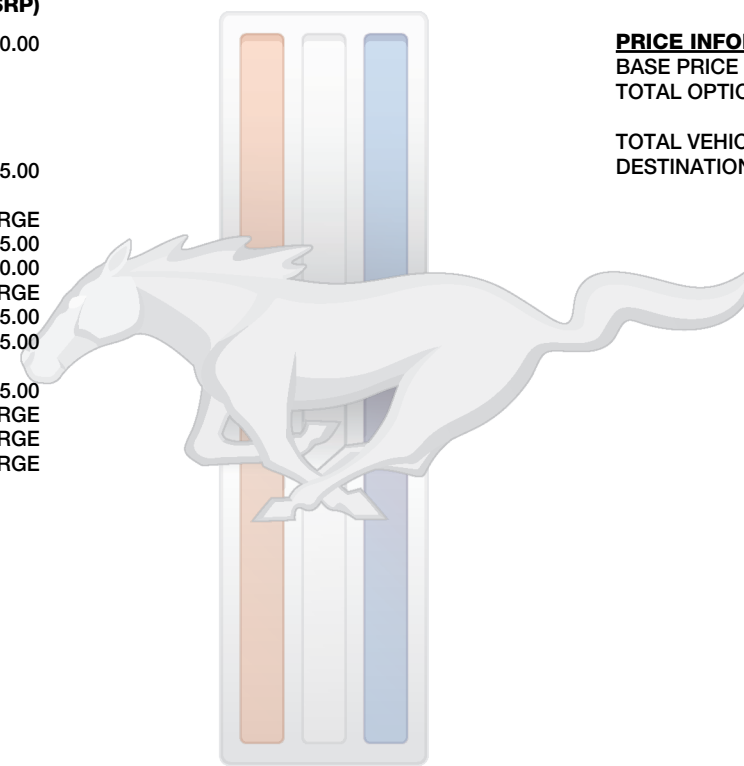 SRP)
0.00
5.00
RGE
5.00
0.00
RGE
5.00
5.00
5.00
RGE
RGE
RGE
PRICE INFO
BASE PRICE
TOTAL OPTIO
TOTAL VEHIC
DESTINATION